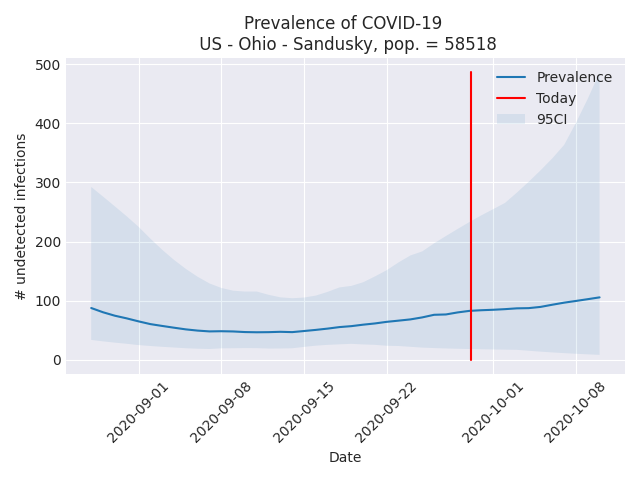 Prevalence of COVID-19
US - Ohio - Sandusky, pop. = 58518
# undetected infections
500
400
300
200
100
0
Prevalence
Today
95CI
2020-09-01
2020-09-08
2020-09-15
2020-09-22
2020-10-01
2020-10-08
Date